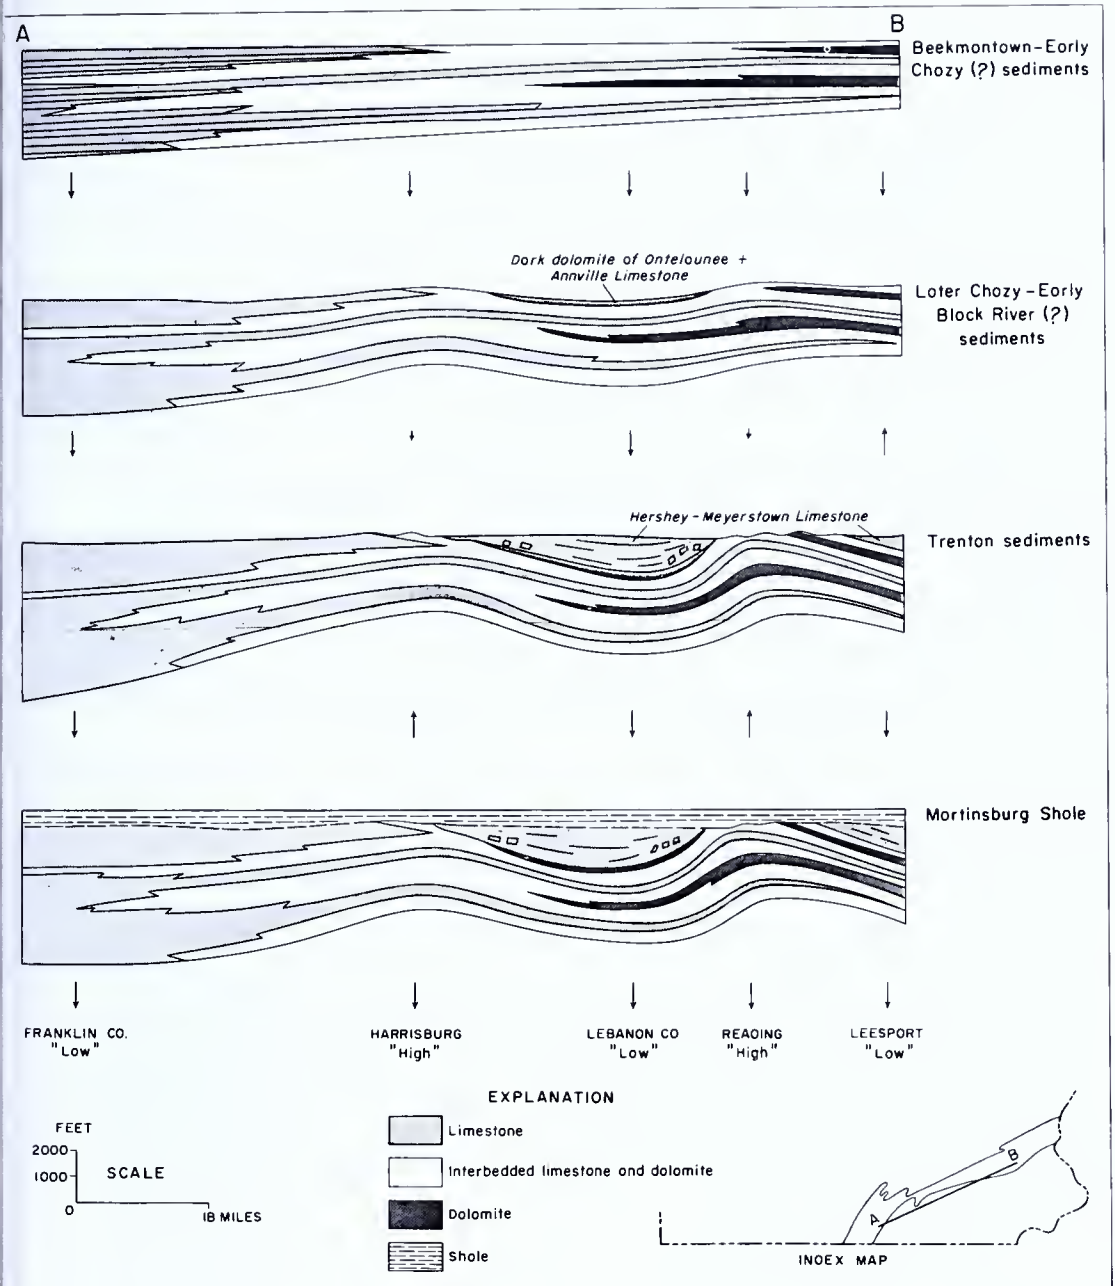 A
B
Beekmontown-Eorly
Chozy (?) sediments
Dork dolomite of Ontelounee +
Annville Limestone
Loter Chozy-Eorly
Block River (?)
sediments
Hershey-Meyerstown Limestone
Trenton sediments
Mortinsburg Shole
FRANKLIN CO.
"Low"
HARRISBURG
"High"
LEBANON CO
"Low"
REAOING
"High"
LEESPORT
"Low"
EXPLANATION
Limestone
Interbedded limestone ond dolomite
Dolomite
Shole
FEET
2000
1000
0
SCALE
18 MILES
A
B
INOEX MAP